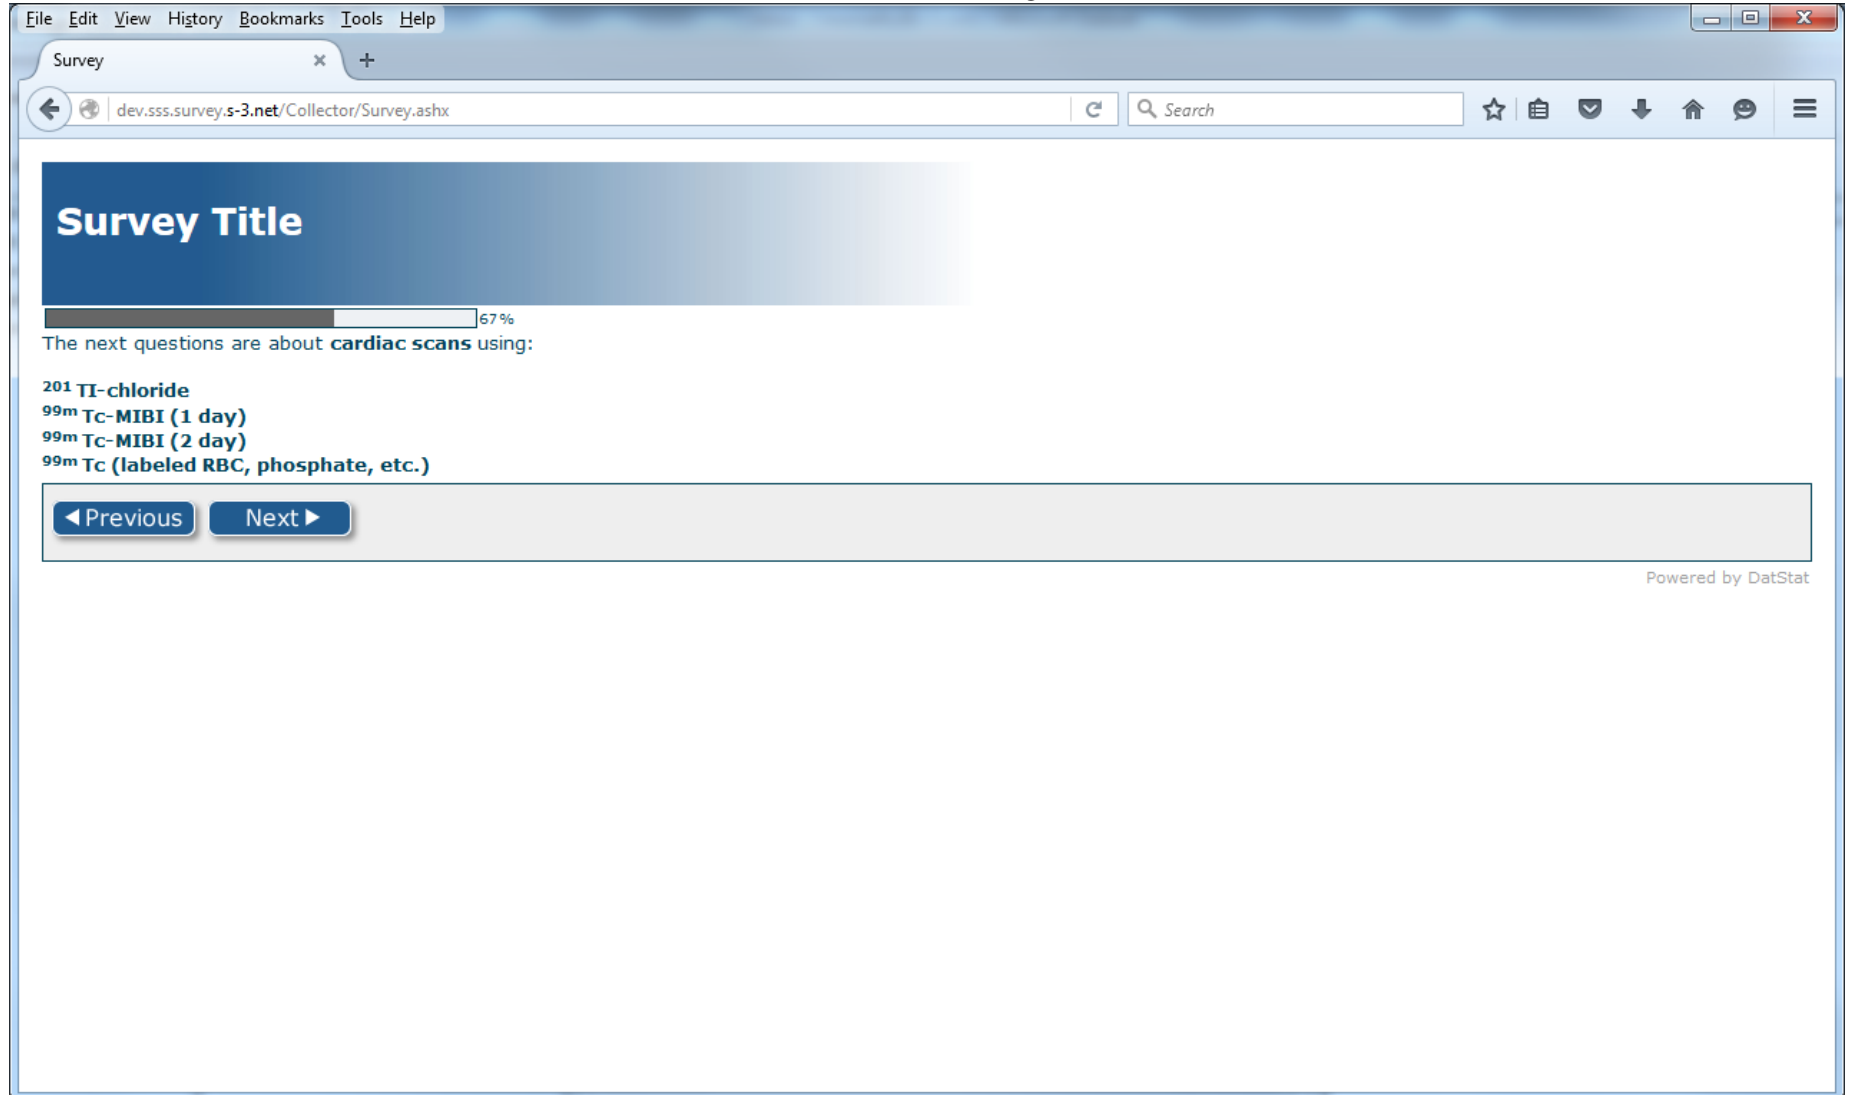 File Edit View History Bookmarks Tools Help
Survey
dev.sss.survey.s-3.net/Collector/Survey.ashx
Search
Survey Title
67%
The next questions are about cardiac scans using:
201 TI-chloride
99m Tc-MIBI (1 day)
99m Tc-MIBI (2 day)
99m Tc (labeled RBC, phosphate, etc.)
Previous Next
Powered by DatStat